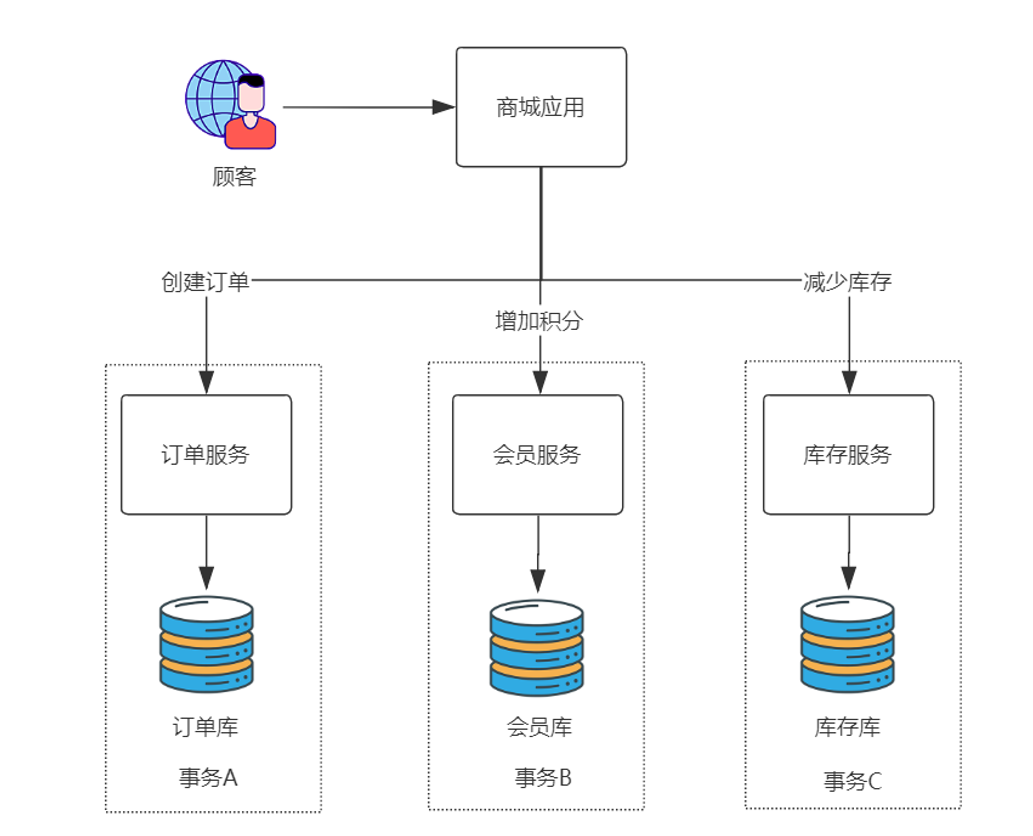 商城应用
顾客
创建订单
减少库存
增加积分
订单服务
会员服务
库存服务
订单库
会员库
库存库
事务A
事务B
事务C